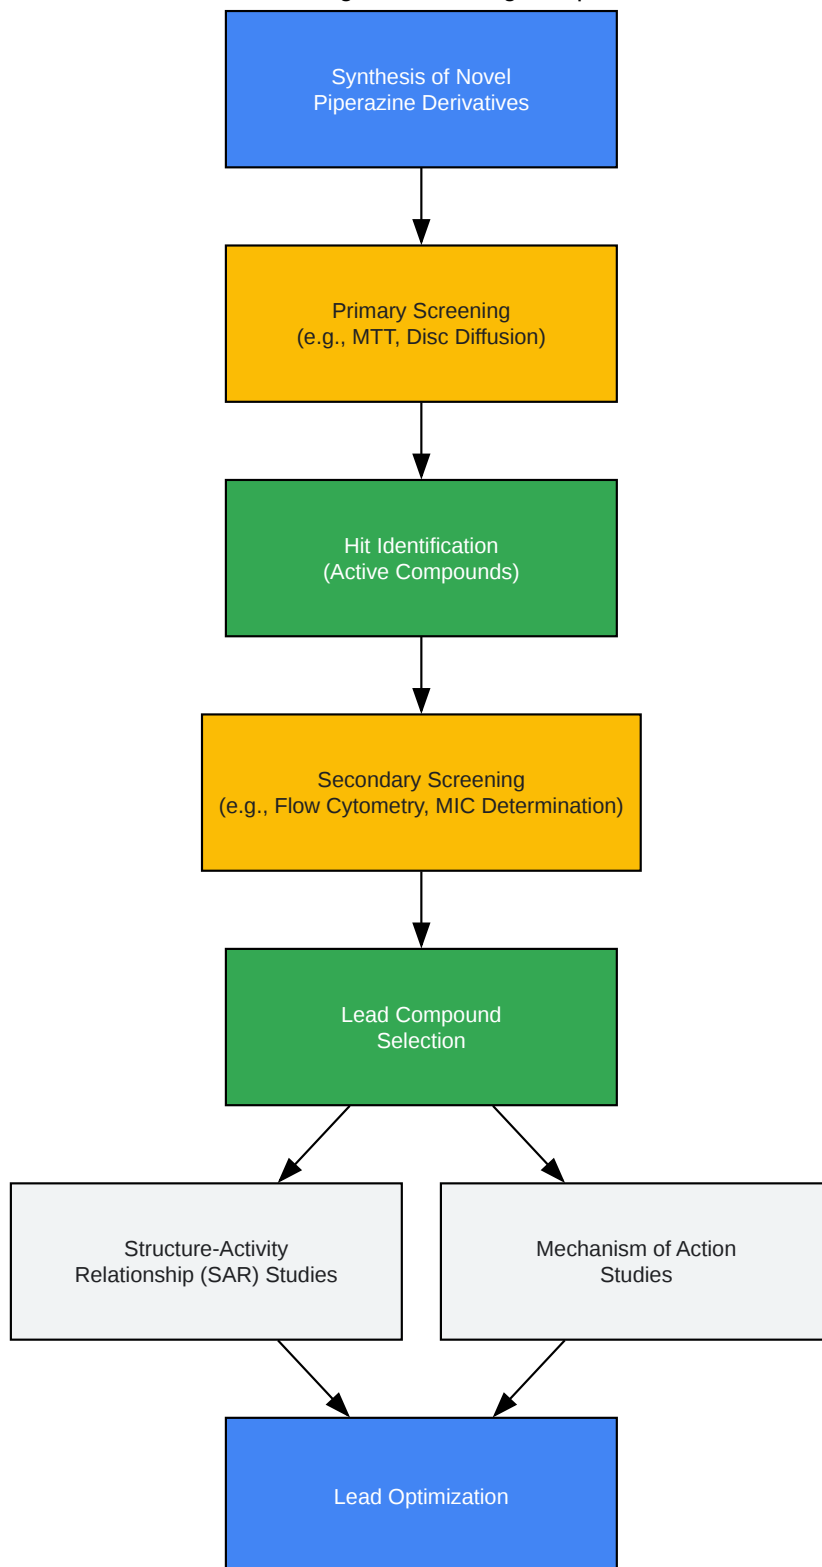 Synthesis of Novel
Piperazine Derivatives
Primary Screening
(e.g., MTT, Disc Diffusion)
Hit Identification
(Active Compounds)
Secondary Screening
(e.g., Flow Cytometry, MIC Determination)
Lead Compound
Selection
Structure-Activity
Relationship (SAR) Studies
Mechanism of Action
Studies
Lead Optimization